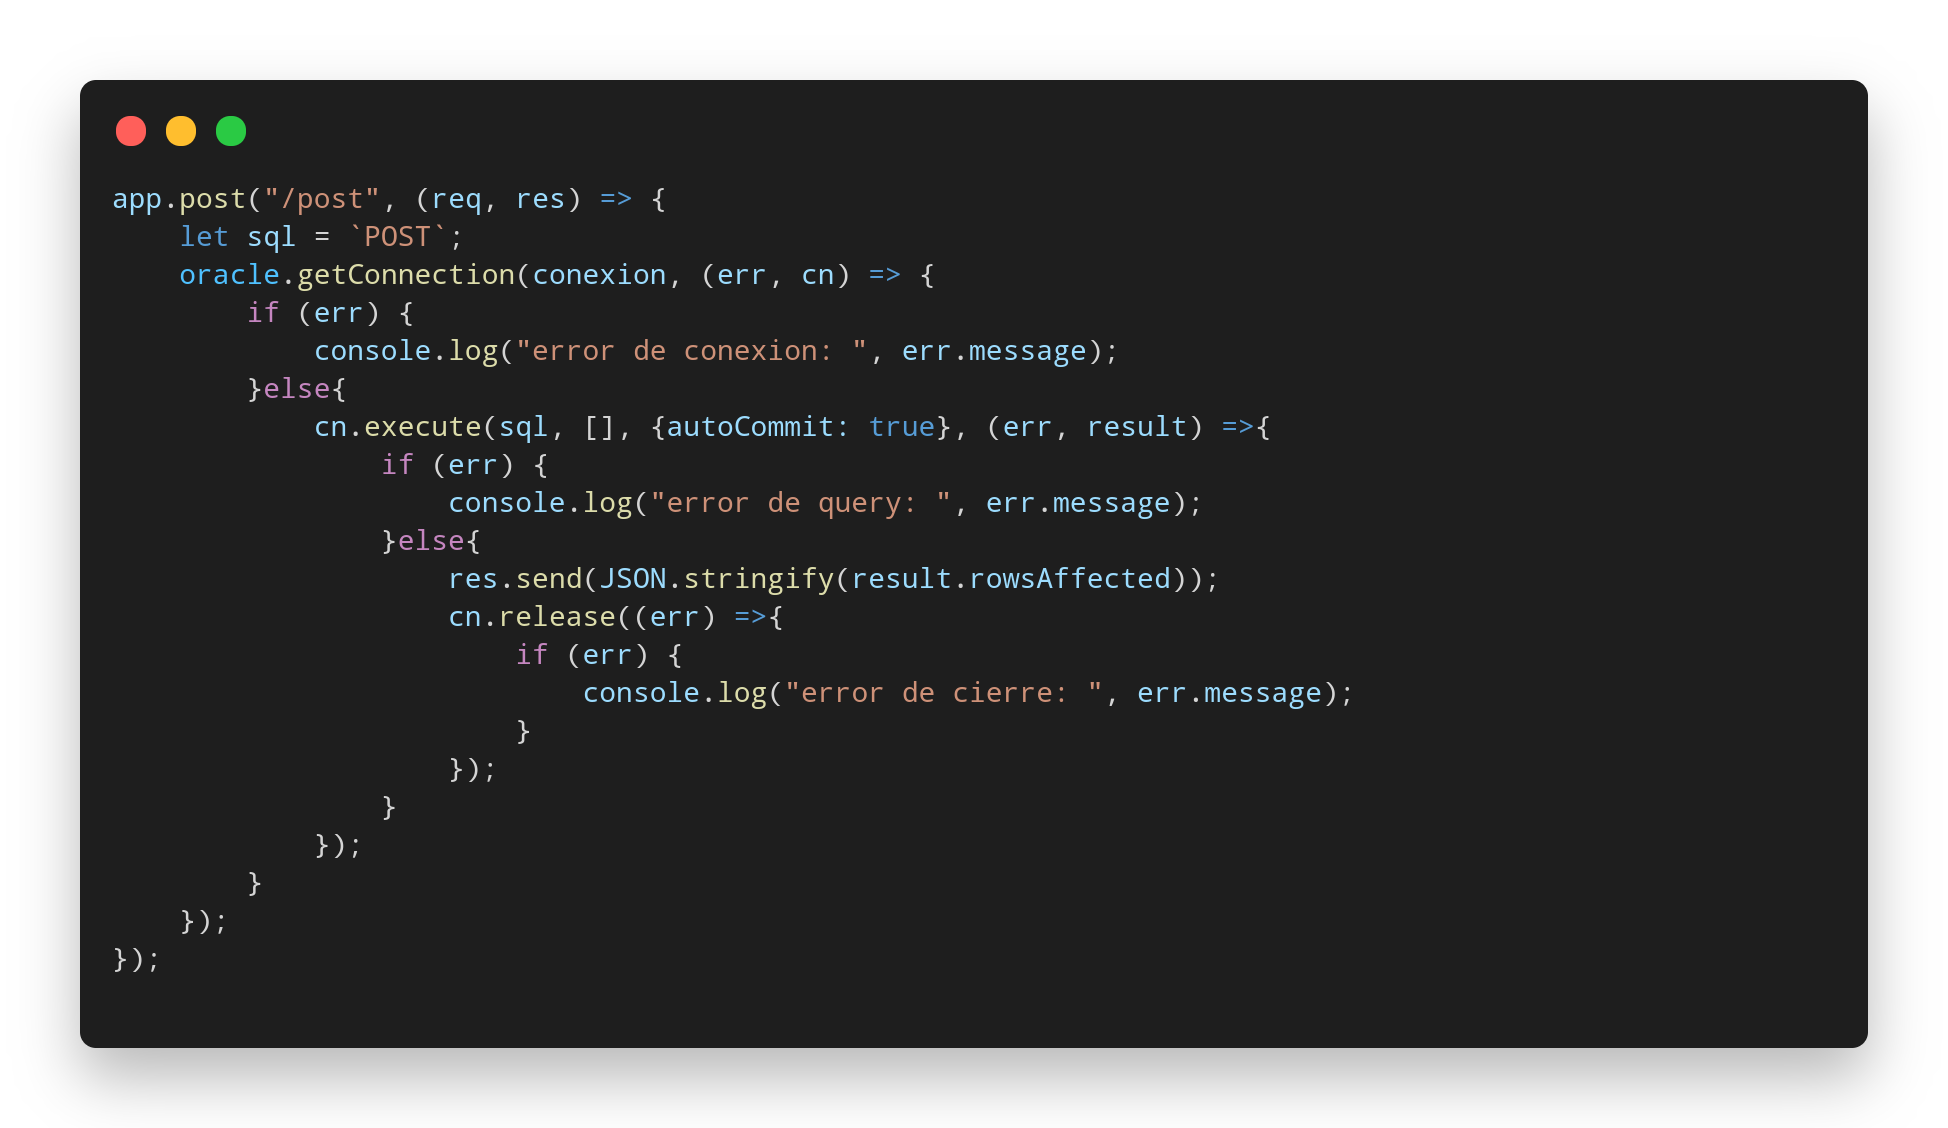 app.post("/post", (req, res) => {
    let sql = `POST`;
    oracle.getConnection(conexion, (err, cn) => {
        if (err) {
            console.log("error de conexion: ", err.message);
        }else{
            cn.execute(sql, [], {autoCommit: true}, (err, result) =>{
                if (err) {
                    console.log("error de query: ", err.message);
                }else{
                    res.send(JSON.stringify(result.rowsAffected));
                    cn.release((err) =>{
                        if (err) {
                            console.log("error de cierre: ", err.message);
                        }
                    });
                }
            });
        }
    });
});